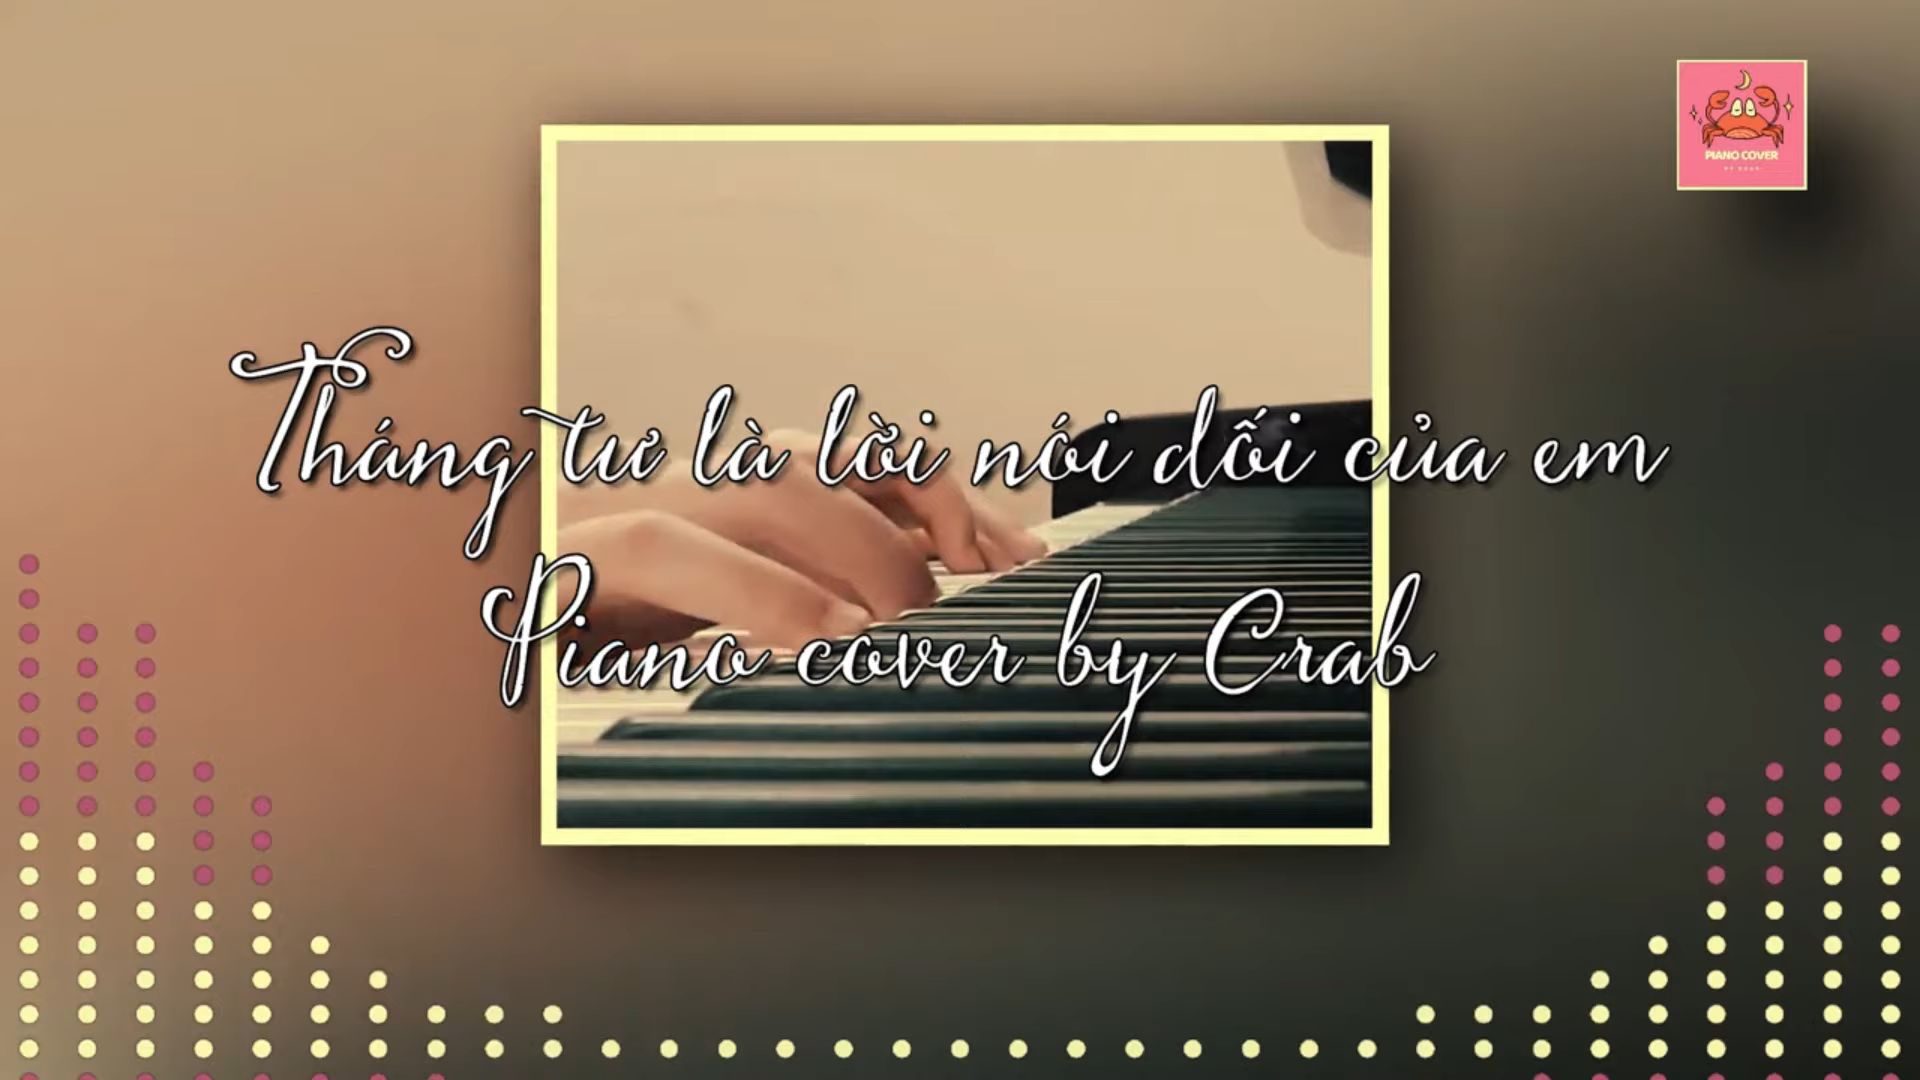 PIANO COVER
Tháng tư là lời nói dối của em
Piano cover by Crab